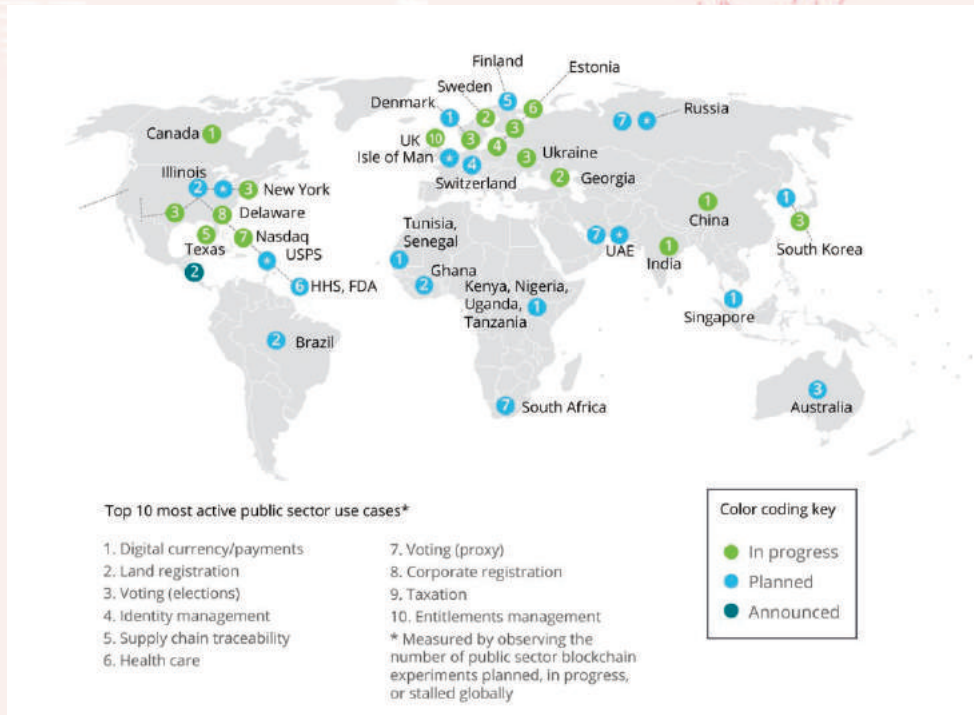 Finland
Estonia
Sweden
5
6
Denmark
1
2
3
7
*
Russia
Canada
1
UK
10
3
4
3
Ukraine
Isle of Man
*
4
Switzerland
2
Georgia
Illinois
2
*
3
New York
3
8
Delaware
1
China
1
3
South Korea
5
Texas
7
Nasdaq
*
USPS
2
6
HHS, FDA
Tunisia,
Senegal
1
7
*
UAE
1
India
Ghana
2
Kenya, Nigeria,
Uganda,
Tanzania
1
1
Singapore
2
Brazil
7
South Africa
3
Australia
Top 10 most active public sector use cases*
1. Digital currency/payments
2. Land registration
3. Voting (elections)
4. Identity management
5. Supply chain traceability
6. Health care
7. Voting (proxy)
8. Corporate registration
9. Taxation
10. Entitlements management
* Measured by observing the
number of public sector blockchain
experiments planned, in progress,
or stalled globally
Color coding key
In progress
Planned
Announced